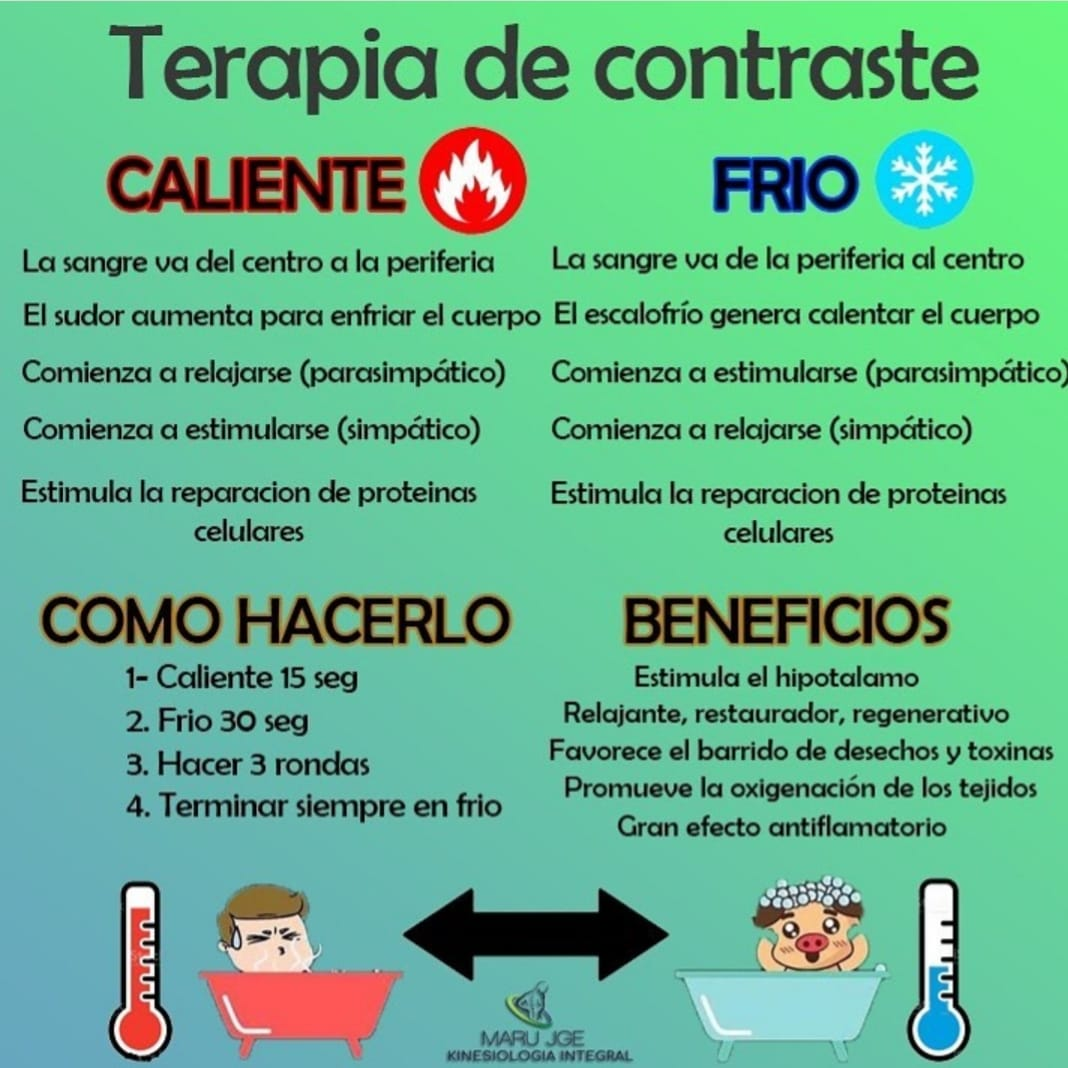 Terapia de contraste
CALIENTE
La sangre va del centro a la periferia
El sudor aumenta para enfriar el cuerpo
Comienza a relajarse (parasimpático)
Comienza a estimularse (simpático)
Estimula la reparacion de proteinas
celulares
FRIO
La sangre va de la periferia al centro
El escalofrío genera calentar el cuerpo
Comienza a estimularse (parasimpático)
Comienza a relajarse (simpático)
Estimula la reparacion de proteinas
celulares
COMO HACERLO
1- Caliente 15 seg
2. Frio 30 seg
3. Hacer 3 rondas
4. Terminar siempre en frio
BENEFICIOS
Estimula el hipotalamo
Relajante, restaurador, regenerativo
Favorece el barrido de desechos y toxinas
Promueve la oxigenación de los tejidos
Gran efecto antiflamatorio
MARU JGE
KINESIOLOGIA INTEGRAL